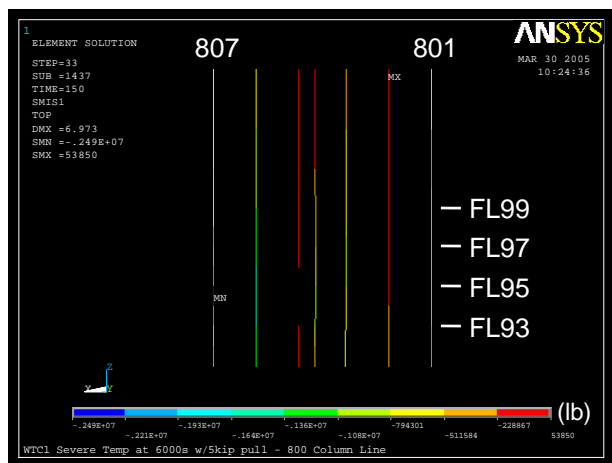 1
ELEMENT SOLUTION
STEP=33
SUB =1437
TIME=150
SMIS1
TOP
DMX =6.973
SMN =-.249E+07
SMX =53850
807
801
ANSYS
MAR 30 2005
10:24:36
MX
FL99
FL97
FL95
FL93
MN
Z
X
Y
(lb)
-.249E+07 -.193E+07 -.136E+07 -794301 -228867
-.221E+07 -.164E+07 -.108E+07 -511584 53850
WTC1 Severe Temp at 6000s w/5kip pull - 800 Column Line